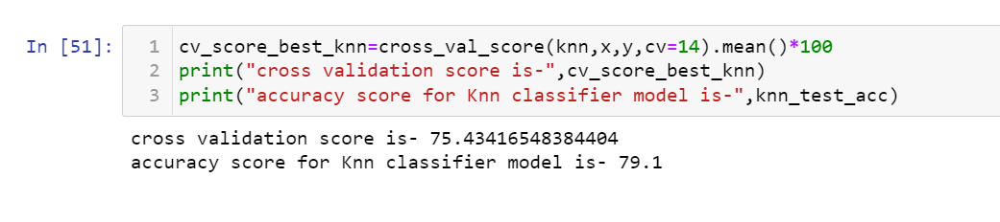 In [51]:
1 cv_score_best_knn=cross_val_score(knn,x,y,cv=14).mean()*100
2 print("cross validation score is-",cv_score_best_knn)
3 print("accuracy score for Knn classifier model is-",knn_test_acc)
cross validation score is- 75.43416548384404
accuracy score for Knn classifier model is- 79.1